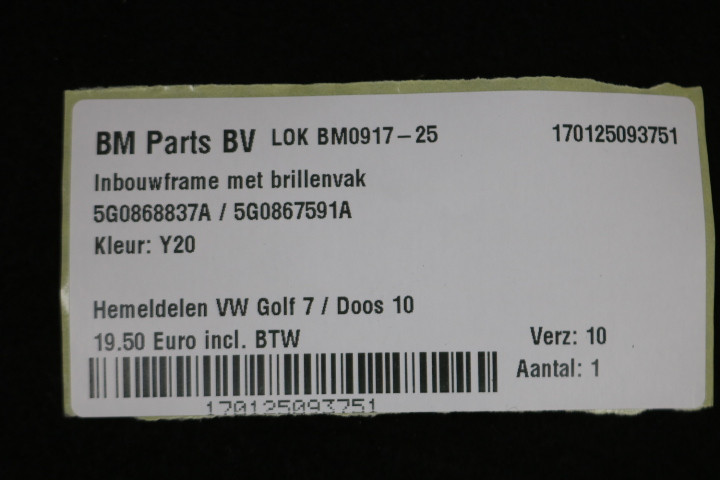 BM Parts BV LOK BM0917-25 170125093751
Inbouwframe met brillenvak
5G0868837A / 5G0867591A
Kleur: Y20
Hemeldelen VW Golf 7 / Doos 10
19.50 Euro incl. BTW Verz: 10
Aantal: 1
170125093751